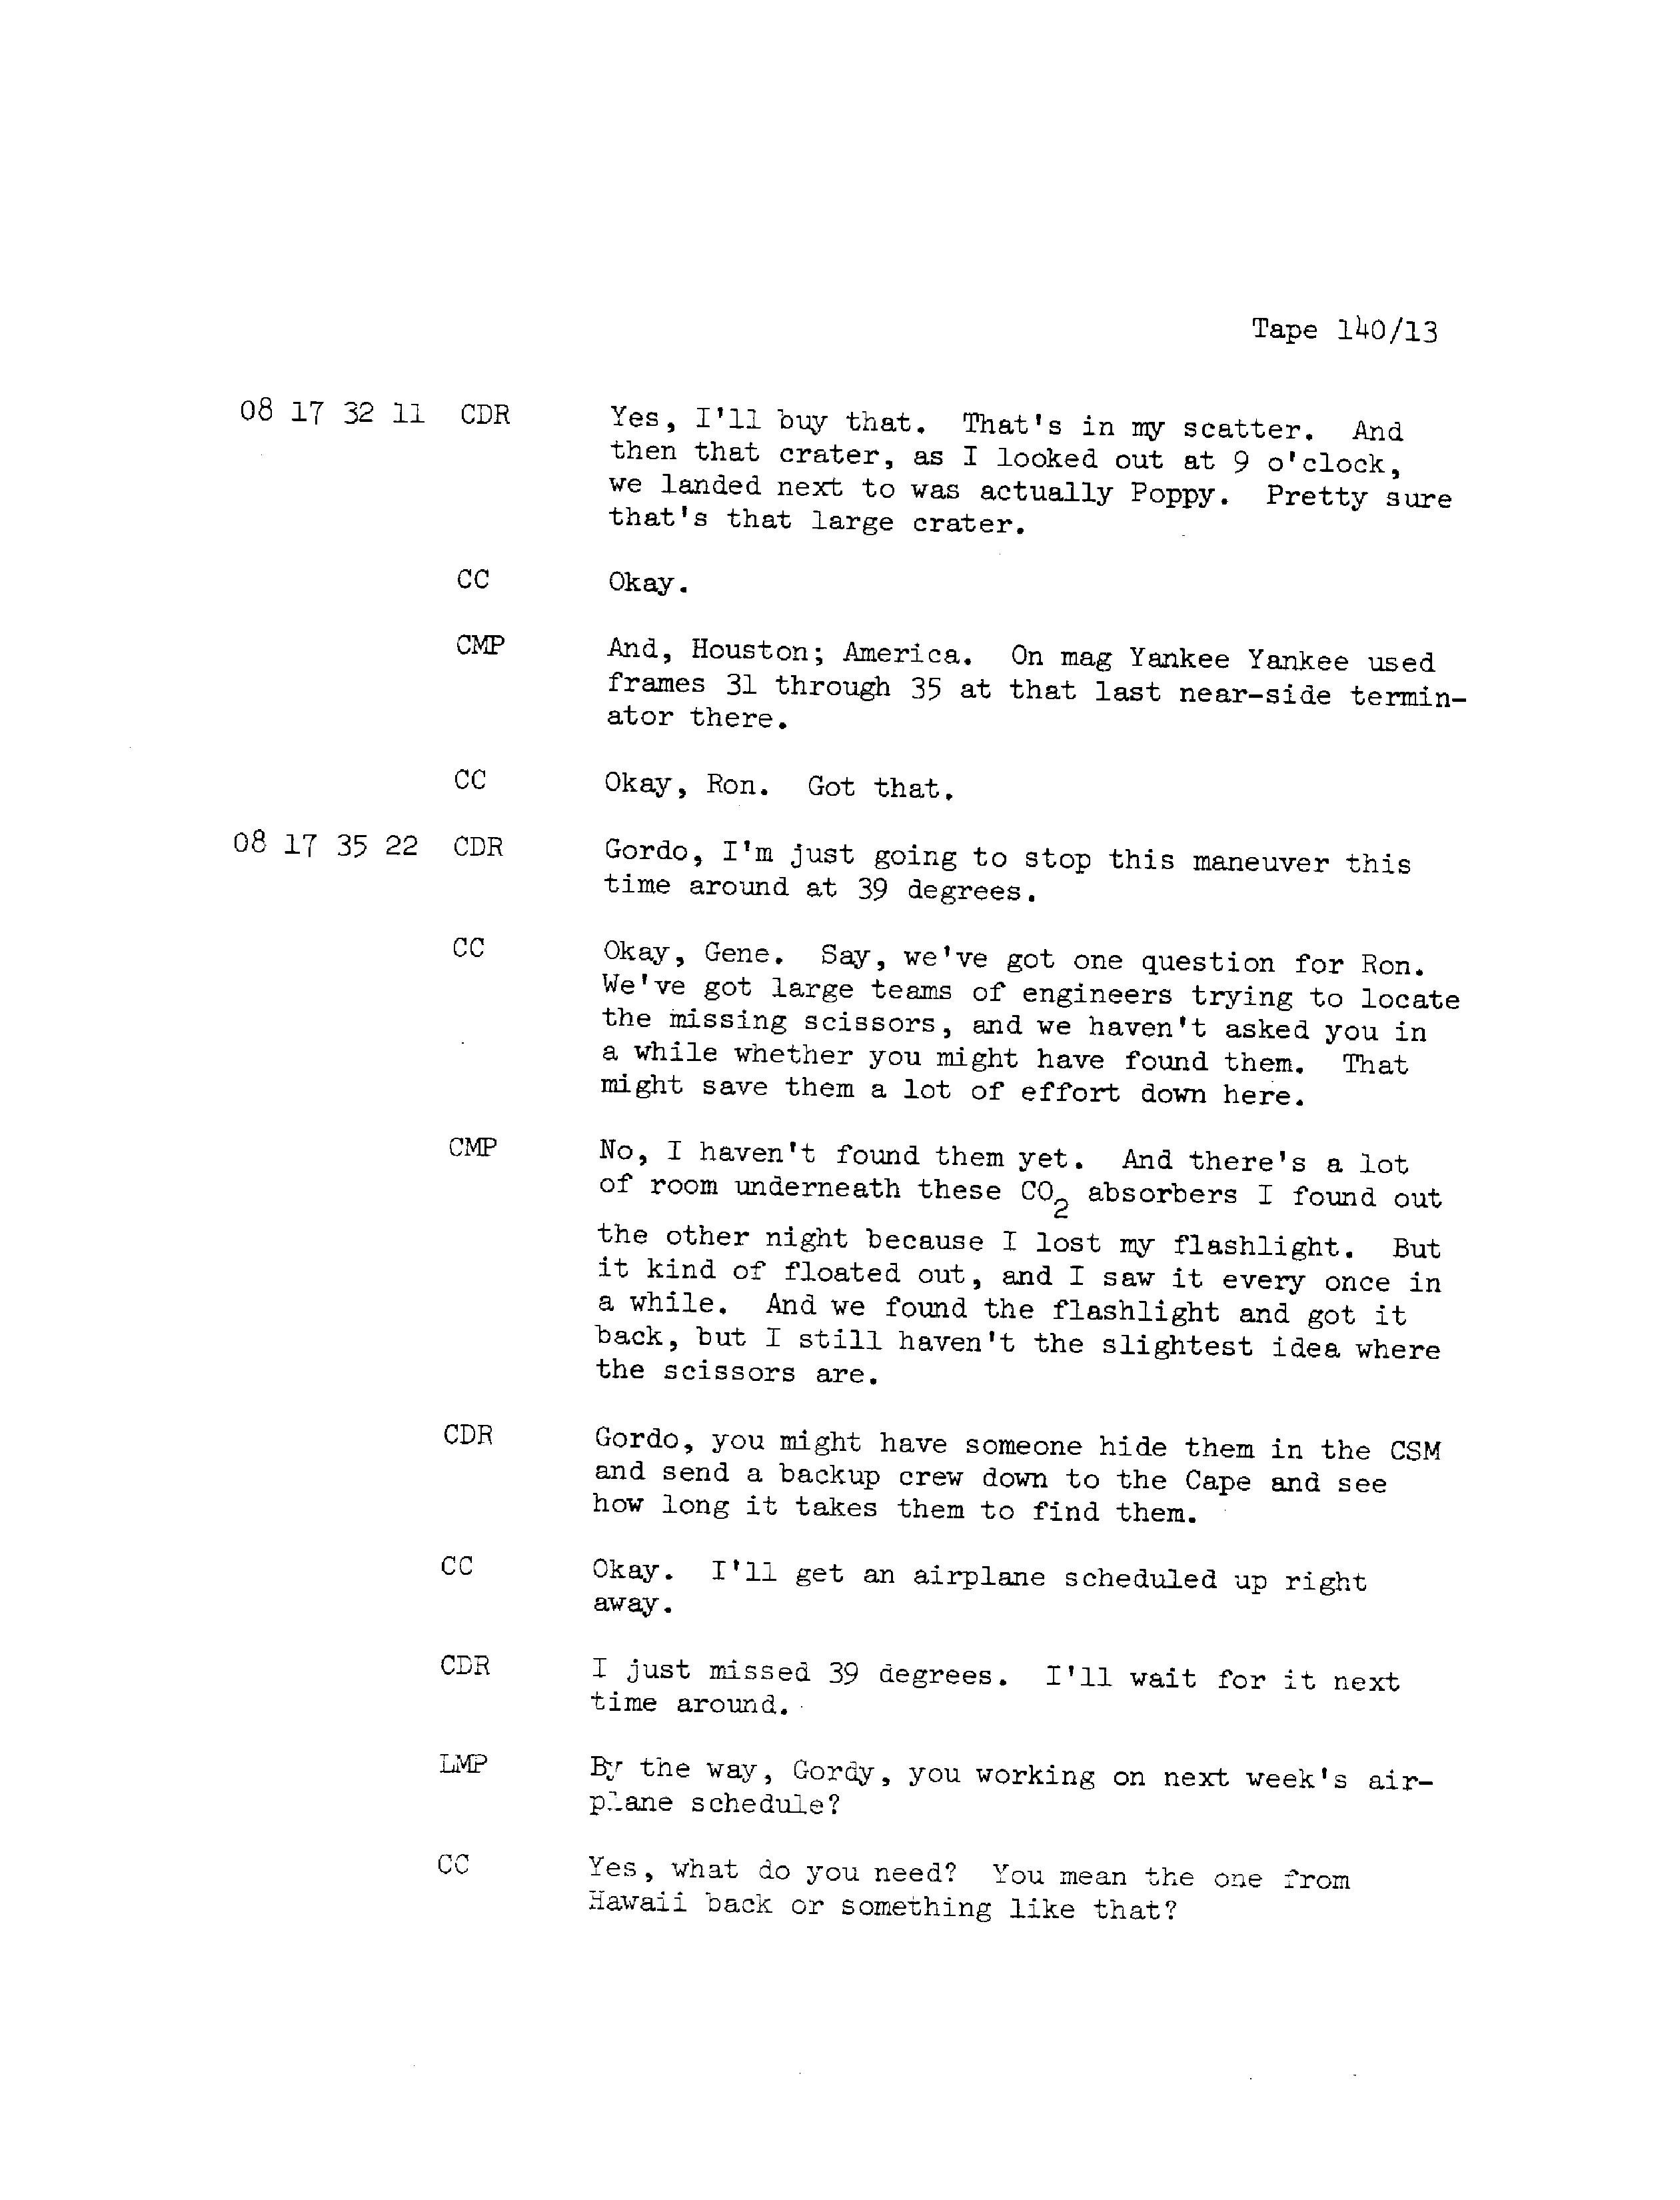 Tape 140/13
08 17 32 11 CDR Yes, I'll buy that. That's in my scatter. And
then that crater, as I looked out at 9 o'clock,
we landed next to was actually Poppy. Pretty sure
that's that large crater.
CC Okay.
CMP And, Houston; America. On mag Yankee Yankee used
frames 31 through 35 at that last near-side termin-
ator there.
CC Okay, Ron. Got that.
08 17 35 22 CDR Gordo, I'm just going to stop this maneuver this
time around at 39 degrees.
CC Okay, Gene. Say, we've got one question for Ron.
We've got large teams of engineers trying to locate
the missing scissors, and we haven't asked you in
a while whether you might have found them. That
might save them a lot of effort down here.
CMP No, I haven't found them yet. And there's a lot
of room underneath these CO2 absorbers I found out
the other night because I lost my flashlight. But
it kind of floated out, and I saw it every once in
a while. And we found the flashlight and got it
back, but I still haven't the slightest idea where
the scissors are.
CDR Gordo, you might have someone hide them in the CSM
and send a backup crew down to the Cape and see
how long it takes them to find them.
CC Okay. I'll get an airplane scheduled up right
away.
CDR I just missed 39 degrees. I'll wait for it next
time around.
LMP By the way, Gordy, you working on next week's air-
plane schedule?
CC Yes, what do you need? You mean the one from
Hawaii back or something like that?